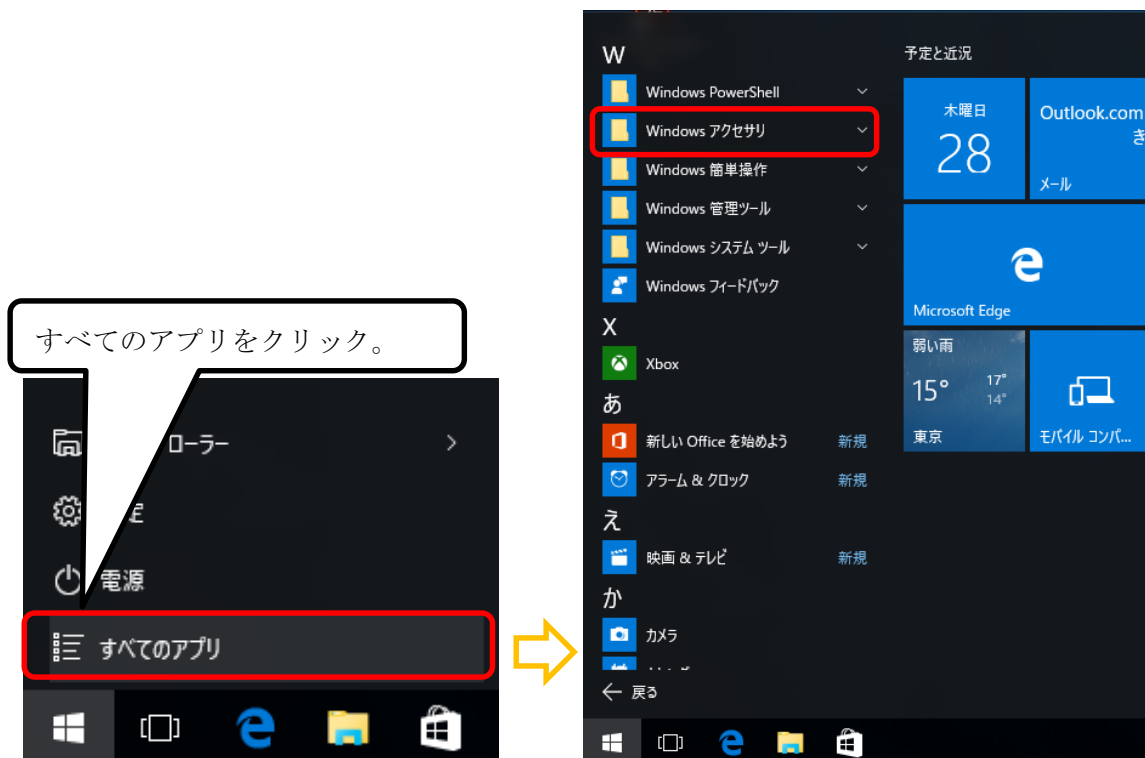 すべてのアプリをクリック。
ローラー
電源
すべてのアプリ
W
Windows PowerShell
Windows アクセサリ
Windows 簡単操作
Windows 管理ツール
Windows システム ツール
Windows フィードバック
X
Xbox
あ
新しい Office を始めよう 新規
アラーム & クロック 新規
え
映画 & テレビ 新規
か
カメラ
戻る
予定と近況
木曜日
28
Outlook.com
き
メール
Microsoft Edge
弱い雨
15° 17°
14°
東京
モバイル コンパ...